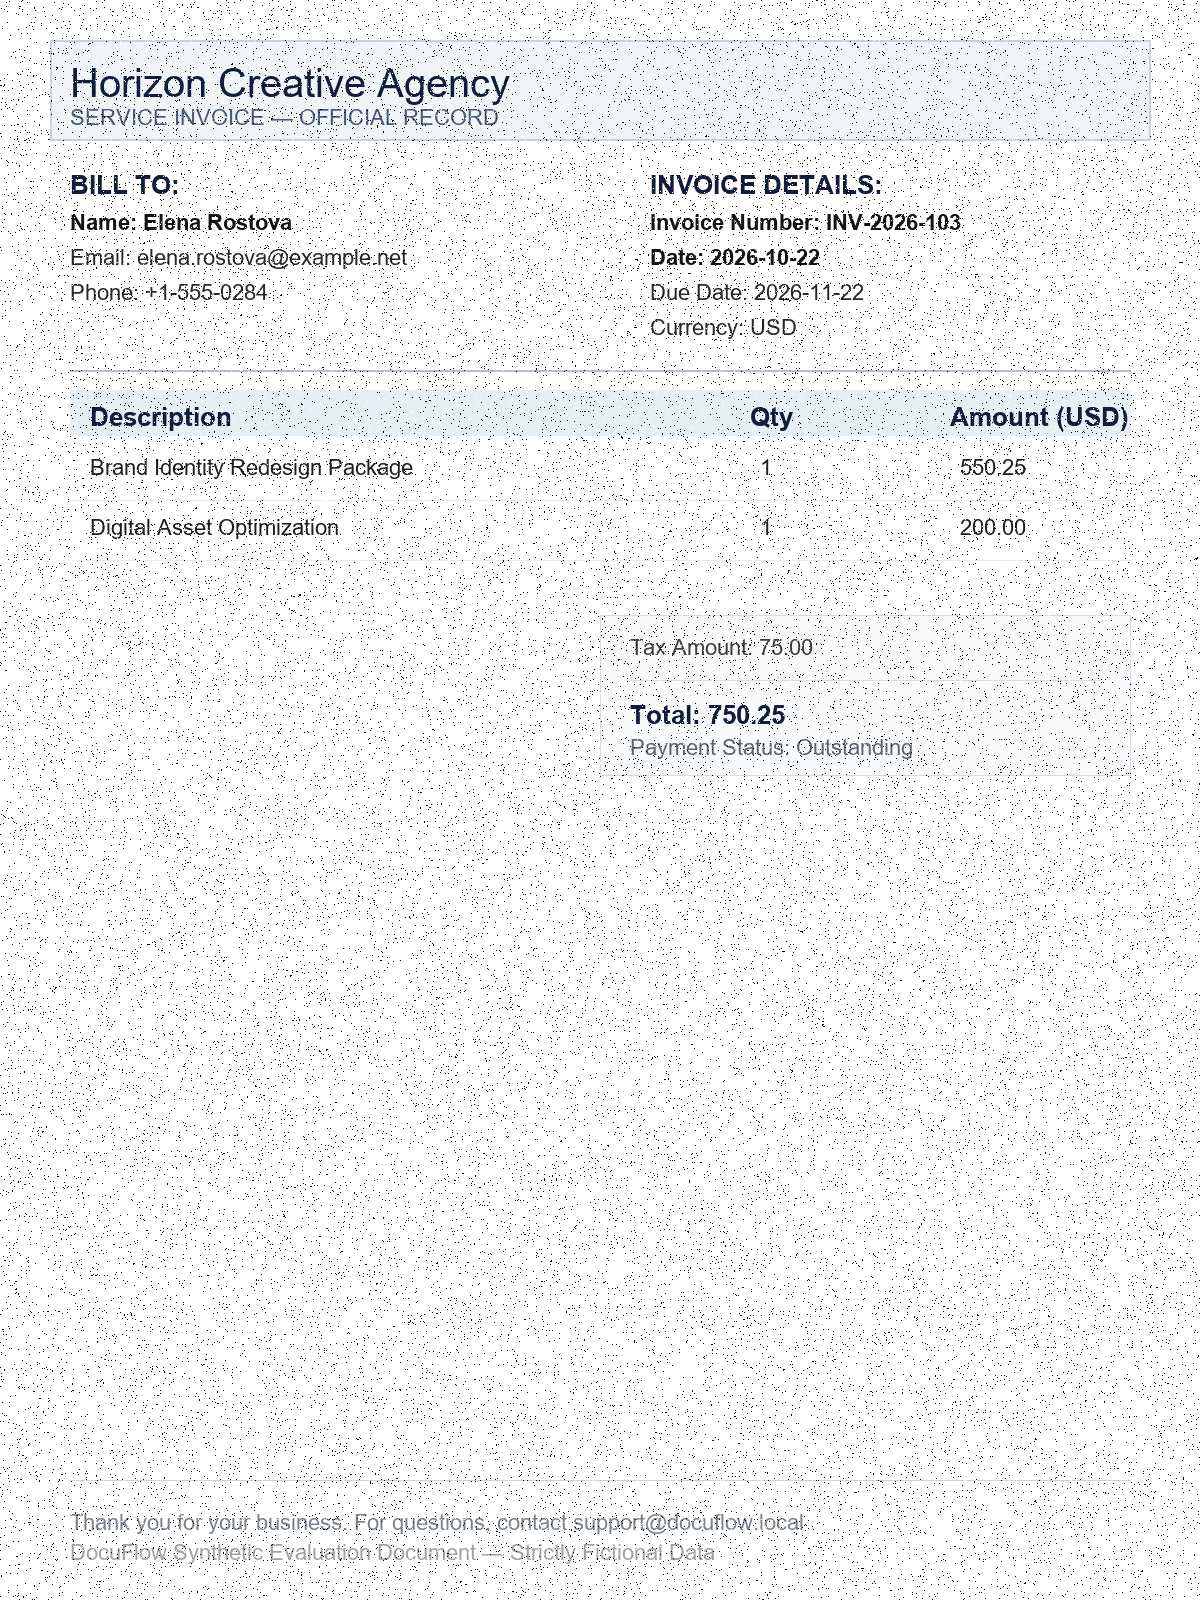 Horizon Creative Agency
SERVICE INVOICE — OFFICIAL RECORD
BILL TO:
Name: Elena Rostova
Email: elena.rostova@example.net
Phone: +1-555-0284
INVOICE DETAILS:
Invoice Number: INV-2026-103
Date: 2026-10-22
Due Date: 2026-11-22
Currency: USD
Description Qty Amount (USD)
Brand Identity Redesign Package 1 550.25
Digital Asset Optimization 1 200.00
Tax Amount: 75.00
Total: 750.25
Payment Status: Outstanding
Thank you for your business. For questions, contact support@docuflow.local
DocuFlow Synthetic Evaluation Document — Strictly Fictional Data